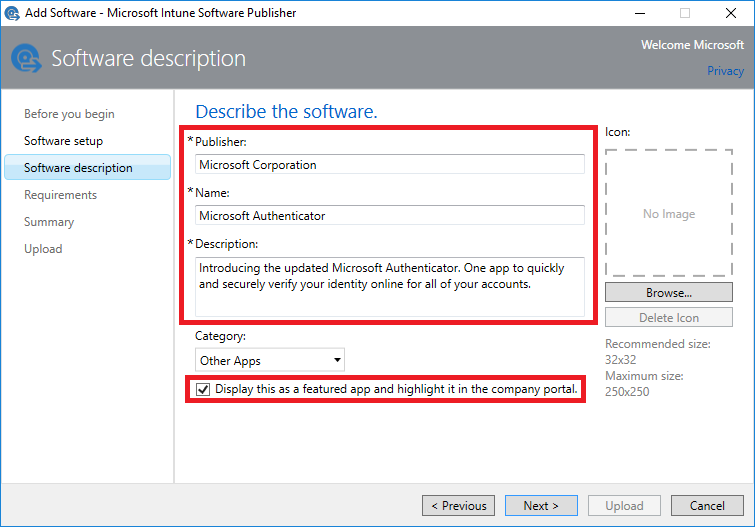 Add Software - Microsoft Intune Software Publisher
Welcome Microsoft
Software description
Privacy
Before you begin
Software setup
Software description
Requirements
Summary
Upload
Describe the software.
* Publisher:
Microsoft Corporation
* Name:
Microsoft Authenticator
* Description:
Introducing the updated Microsoft Authenticator. One app to quickly
and securely verify your identity online for all of your accounts.
Category:
Other Apps
Display this as a featured app and highlight it in the company portal.
Icon:
No Image
Browse...
Delete Icon
Recommended size:
32x32
Maximum size:
250x250
< Previous
Next >
Upload
Cancel